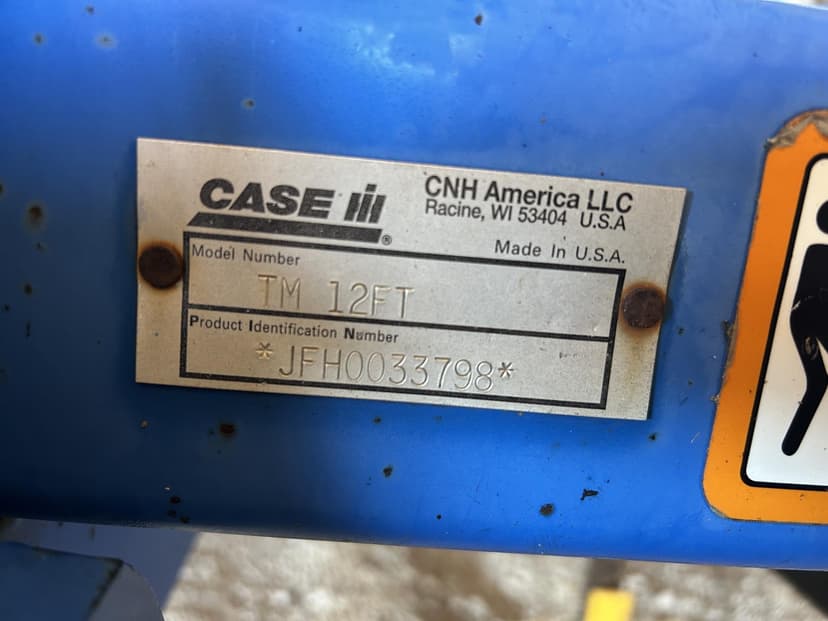 CASE IH
CNH America LLC
Racine, WI 53404 U.S.A
Made In U.S.A.
Model Number
TM 12FT
Product Identification Number
*JFH0033798*